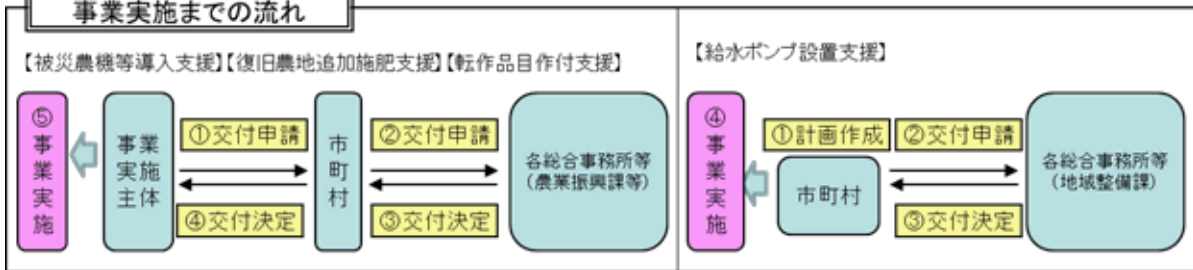 事業実施までの流れ
【被災農機等導入支援】【復旧農地追加施肥支援】【転作品目作付支援】
⑤事業実施
事業実施主体
①交付申請
④交付決定
市町村
②交付申請
③交付決定
各総合事務所等
(農業振興課等)
【給水ポンプ設置支援】
④事業実施
①計画作成
市町村
②交付申請
③交付決定
各総合事務所等
(地域整備課)